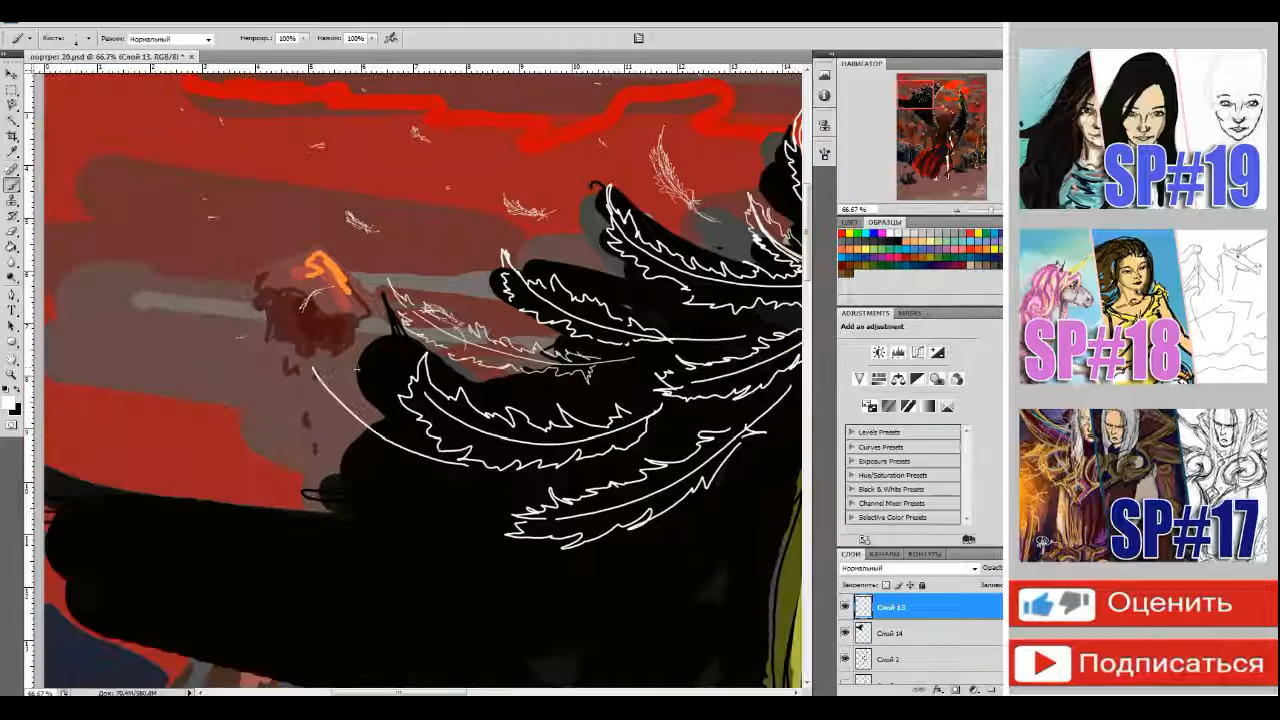 Кисть:
Режим: Нормальный
Непрозр.: 100%
Нажим: 100%
портрет 20.psd @ 66,7% (Слой 13, RGB/8) *
НАВИГАТОР
66.67 %
ЦВЕТ ОБРАЗЦЫ
ADJUSTMENTS MASKS
Add an adjustment
Levels Presets
Curves Presets
Exposure Presets
Hue/Saturation Presets
Black & White Presets
Channel Mixer Presets
Selective Color Presets
СЛОИ КАНАЛЫ КОНТУРЫ
Нормальный
Закрепить:
Слой 13
Слой 14
Слой 2
66.67 %
SP#19
SP#18
SP#17
Оценить
Подписаться